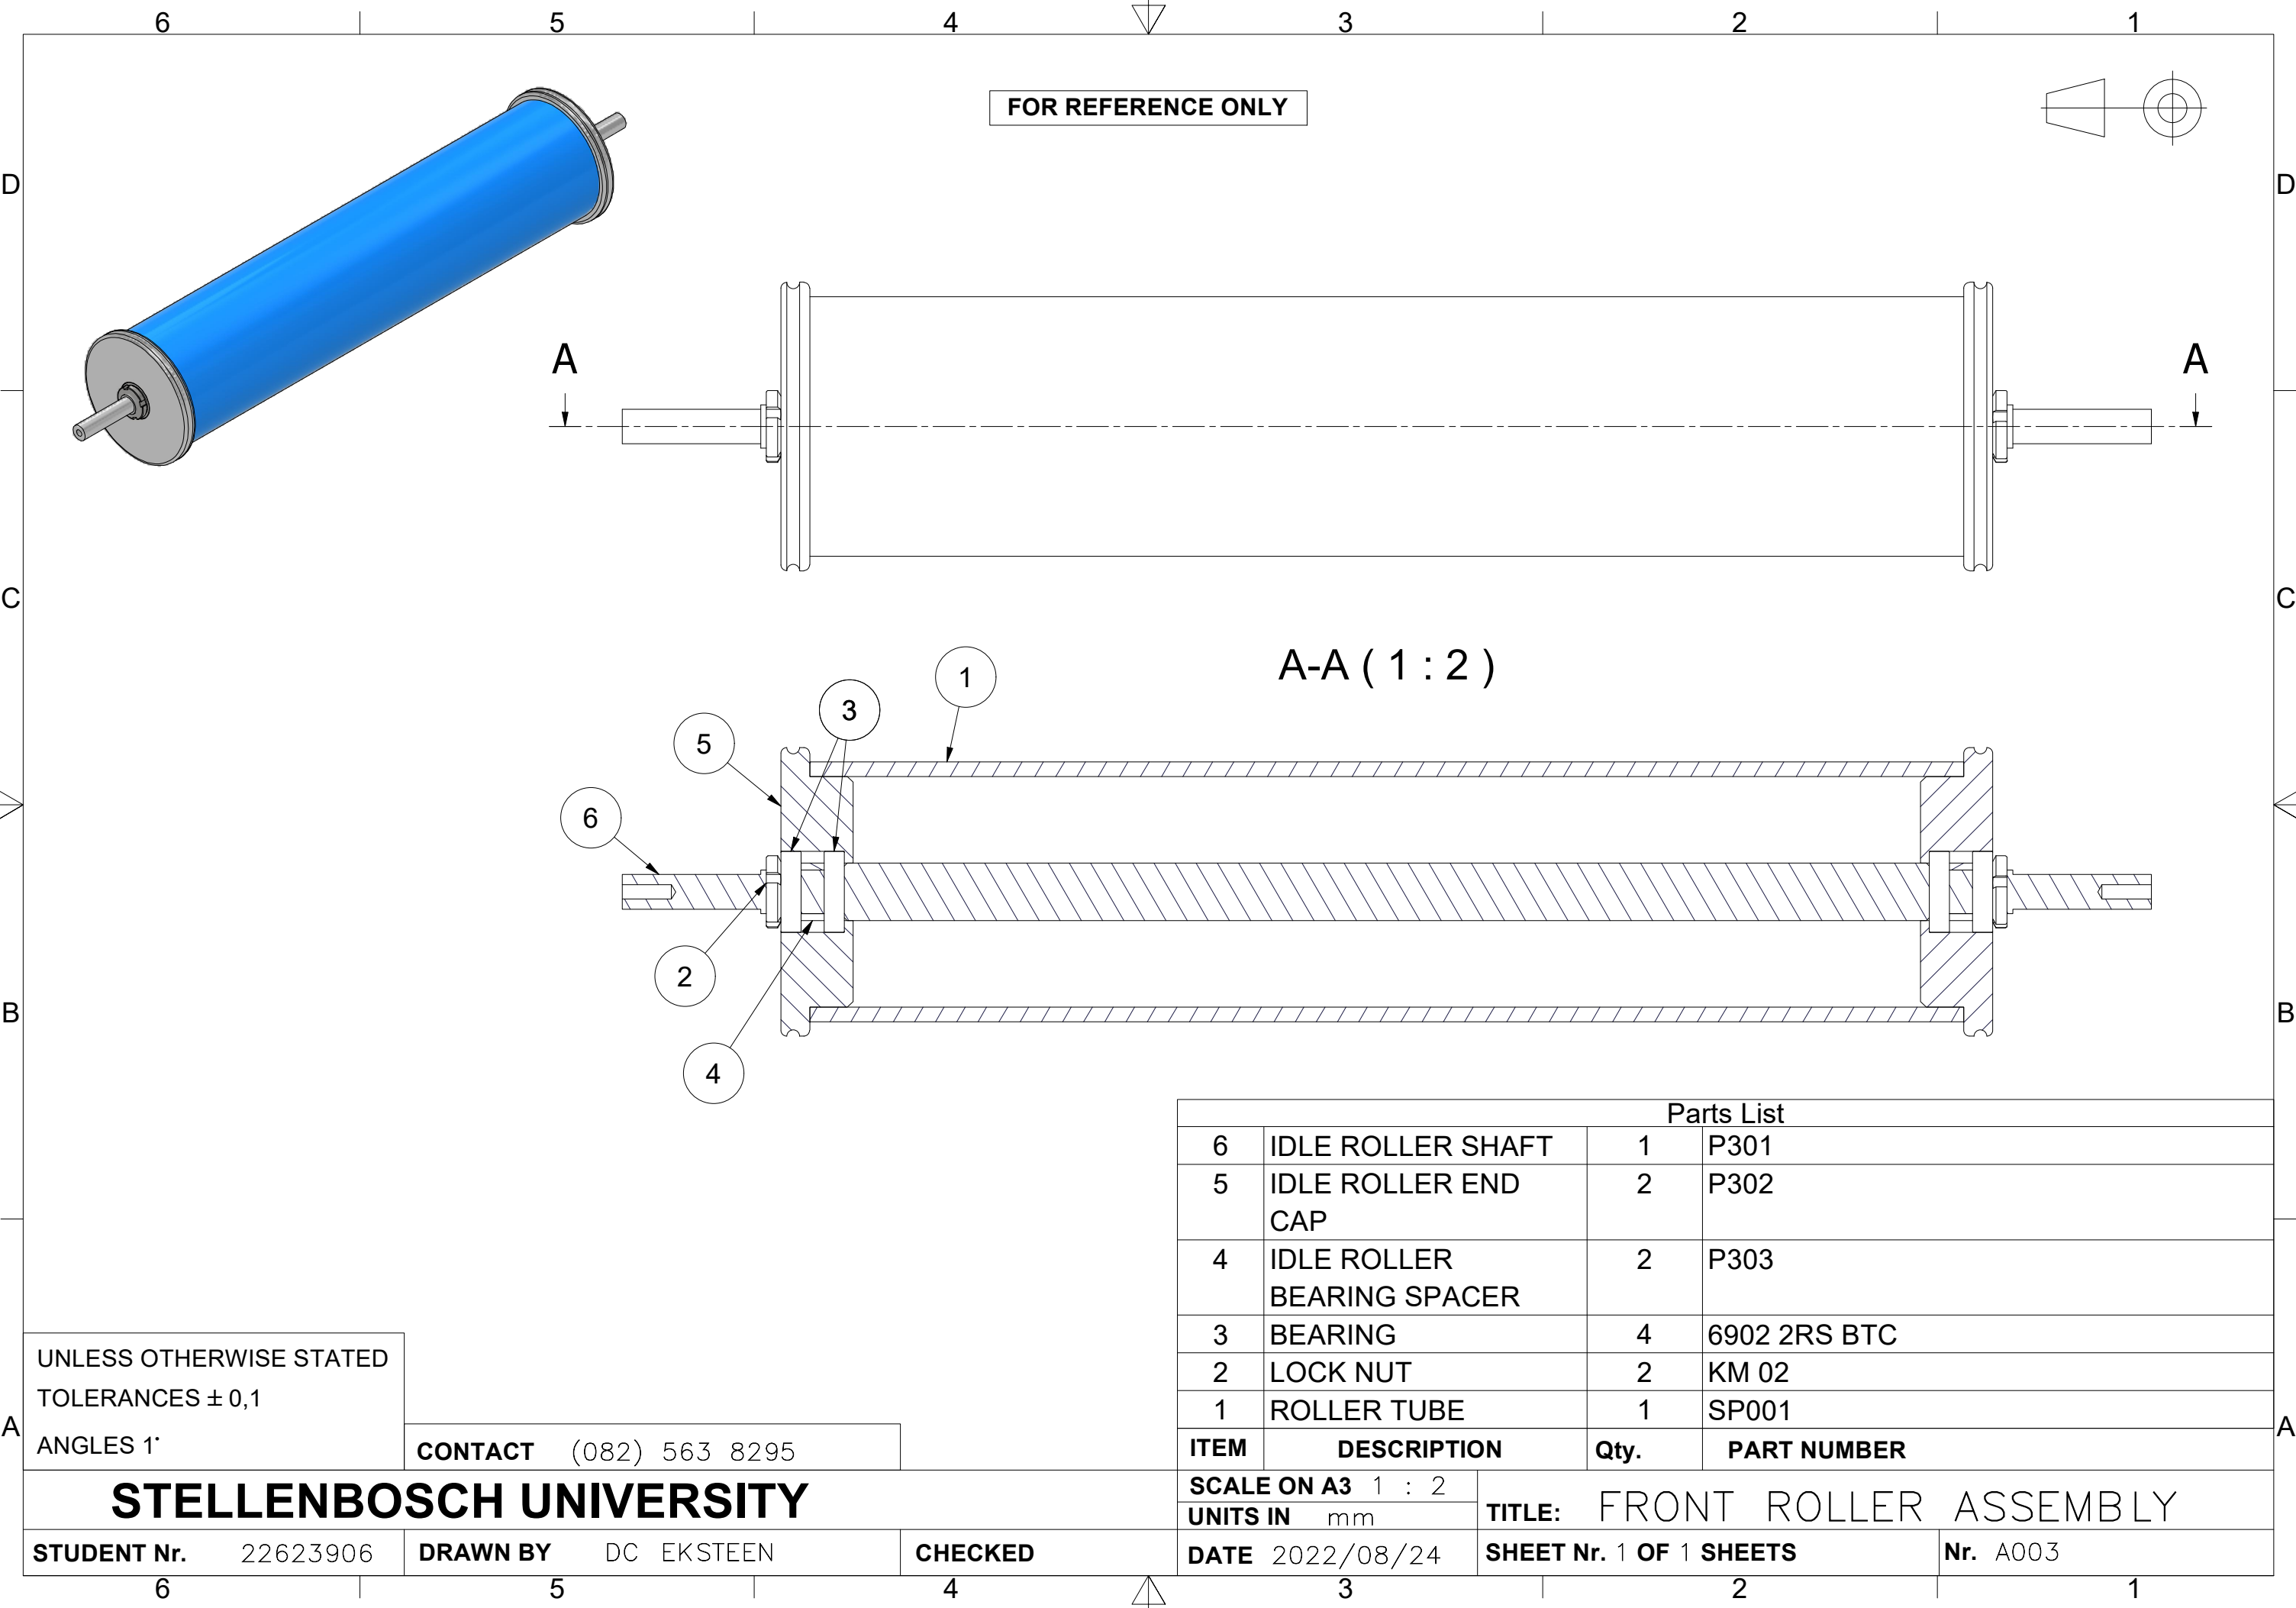 6 5 4 3 2 1
FOR REFERENCE ONLY
D D
A A
C C
A-A ( 1 : 2 )
1
3
5
6
2
4
B B
Parts List
6 IDLE ROLLER SHAFT 1 P301
5 IDLE ROLLER END 2 P302
CAP
4 IDLE ROLLER 2 P303
BEARING SPACER
3 BEARING 4 6902 2RS BTC
2 LOCK NUT 2 KM 02
1 ROLLER TUBE 1 SP001
ITEM DESCRIPTION Qty. PART NUMBER
UNLESS OTHERWISE STATED
TOLERANCES ± 0,1
ANGLES 1°
A A
CONTACT (082) 563 8295
STELLENBOSCH UNIVERSITY
SCALE ON A3 1 : 2
UNITS IN mm
TITLE: FRONT ROLLER ASSEMBLY
STUDENT Nr. 22623906 DRAWN BY DC EKSTEEN CHECKED DATE 2022/08/24 SHEET Nr. 1 OF 1 SHEETS Nr. A003
6 5 4 3 2 1